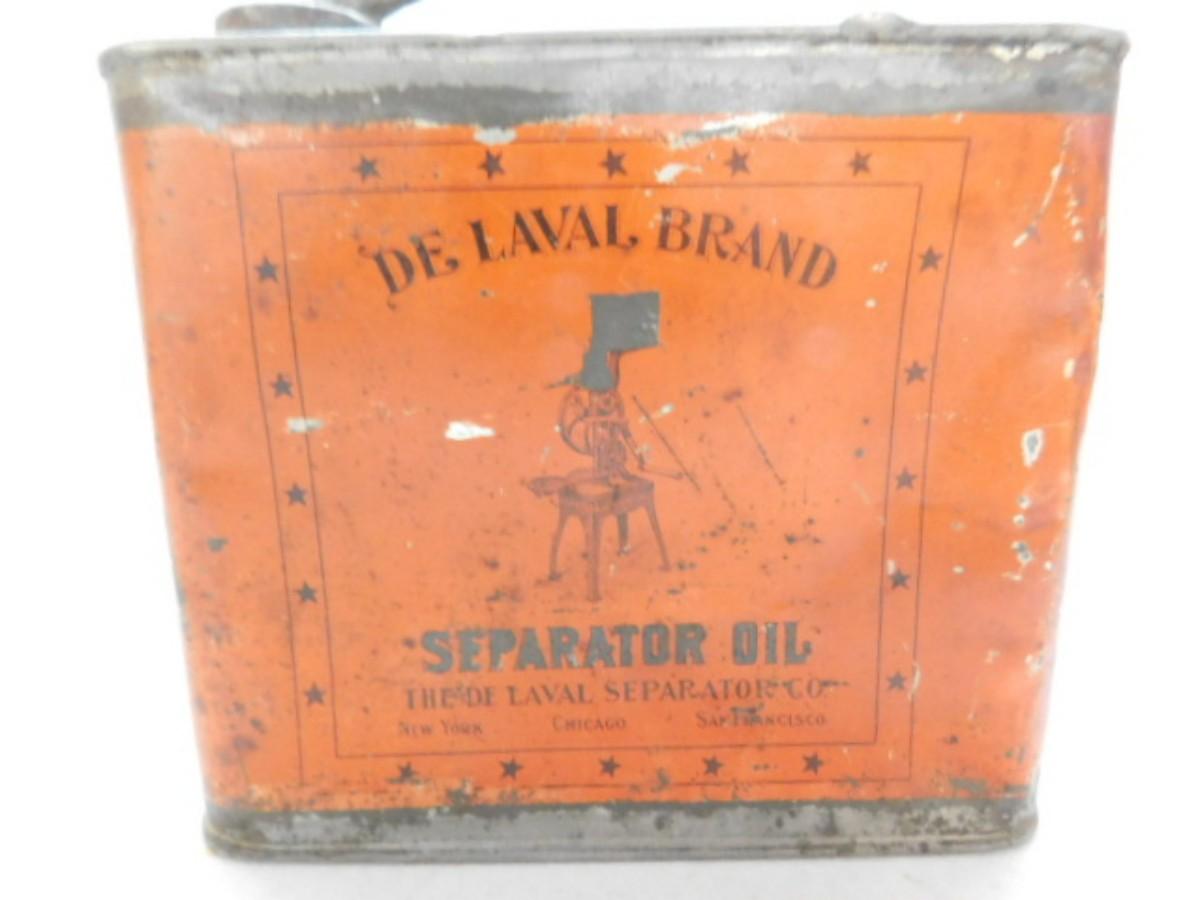 DE LAVAL BRAND
SEPARATOR OIL
THE DE LAVAL SEPARATOR CO
NEW YORK CHICAGO SAN FRANCISCO